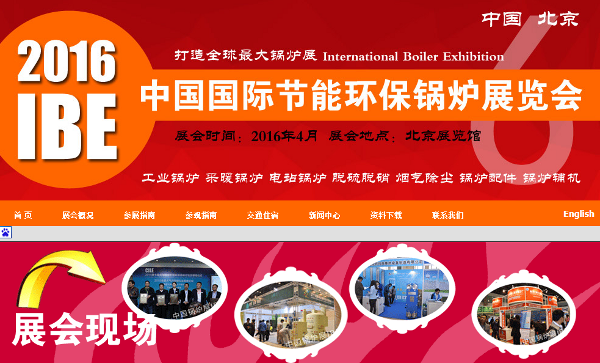 中国 北京
打造全球最大锅炉展 International Boiler Exhibition
2016
IBE
中国国际节能环保锅炉展览会
展会时间：2016年4月 展会地点：北京展览馆
工业锅炉 采暖锅炉 电站锅炉 脱硫脱硝 烟气除尘 锅炉配件 锅炉辅机
首 页 展会概况 参展指南 参观指南 交通住宿 新闻中心 资料下载 联系我们 English
展会现场